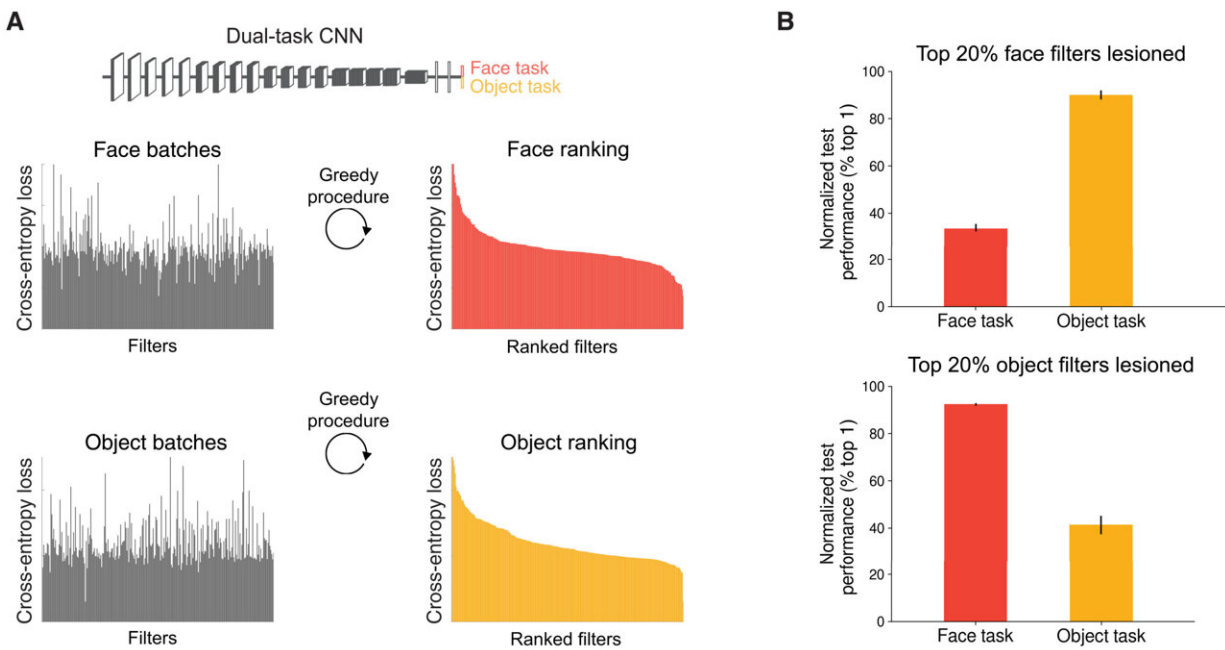 A
Dual-task CNN
Face task
Object task
Face batches
Cross-entropy loss
Filters
Greedy
procedure
Face ranking
Cross-entropy loss
Ranked filters
Object batches
Cross-entropy loss
Filters
Greedy
procedure
Object ranking
Cross-entropy loss
Ranked filters
B
Top 20% face filters lesioned
Normalized test
performance (% top 1)
100
80
60
40
20
0
Face task
Object task
Top 20% object filters lesioned
Normalized test
performance (% top 1)
100
80
60
40
20
0
Face task
Object task